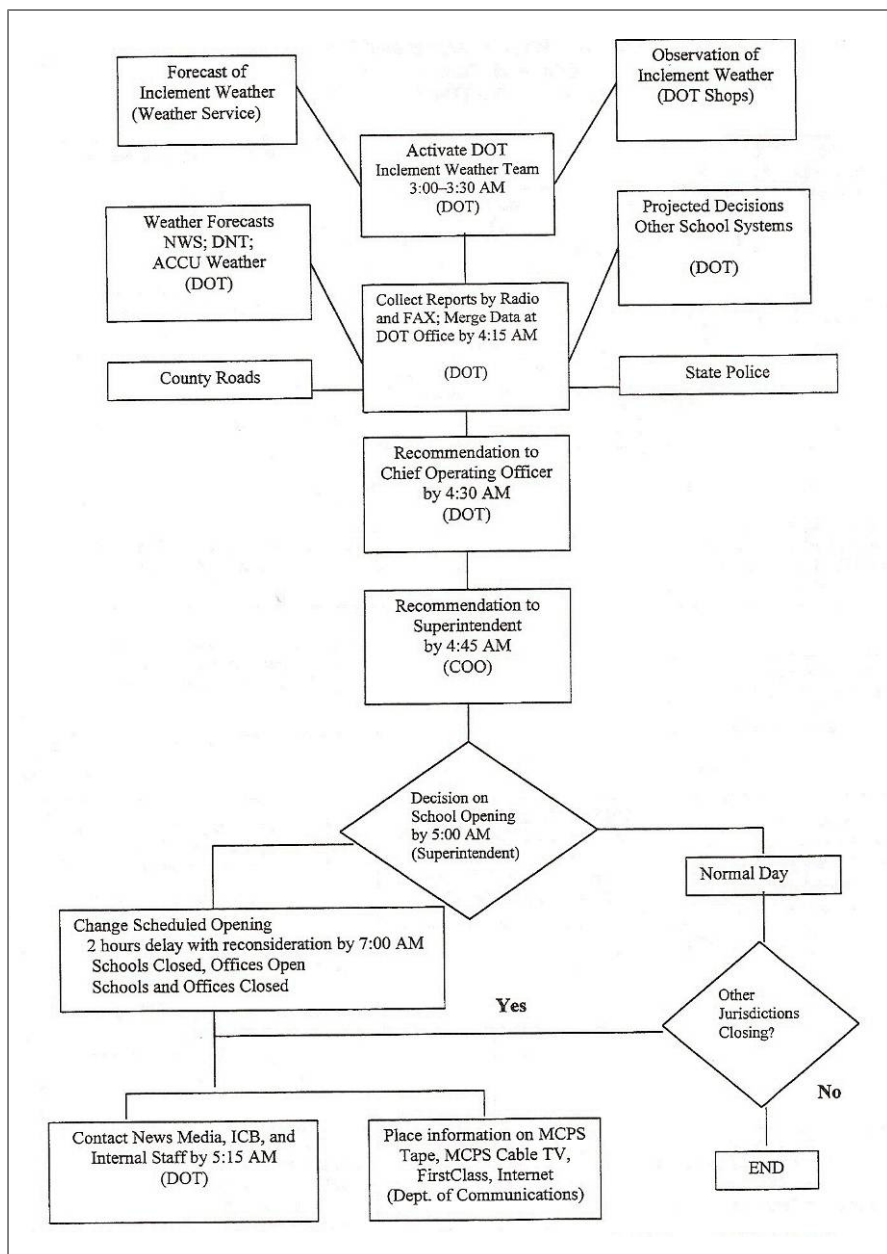 Forecast of
Inclement Weather
(Weather Service)
Observation of
Inclement Weather
(DOT Shops)
Activate DOT
Inclement Weather Team
3:00–3:30 AM
(DOT)
Weather Forecasts
NWS; DNT;
ACCU Weather
(DOT)
Projected Decisions
Other School Systems
(DOT)
Collect Reports by Radio
and FAX; Merge Data at
DOT Office by 4:15 AM
(DOT)
County Roads
State Police
Recommendation to
Chief Operating Officer
by 4:30 AM
(DOT)
Recommendation to
Superintendent
by 4:45 AM
(COO)
Decision on
School Opening
by 5:00 AM
(Superintendent)
Normal Day
Change Scheduled Opening
2 hours delay with reconsideration by 7:00 AM
Schools Closed, Offices Open
Schools and Offices Closed
Yes
Other
Jurisdictions
Closing?
No
Contact News Media, ICB, and
Internal Staff by 5:15 AM
(DOT)
Place information on MCPS
Tape, MCPS Cable TV,
FirstClass, Internet
(Dept. of Communications)
END